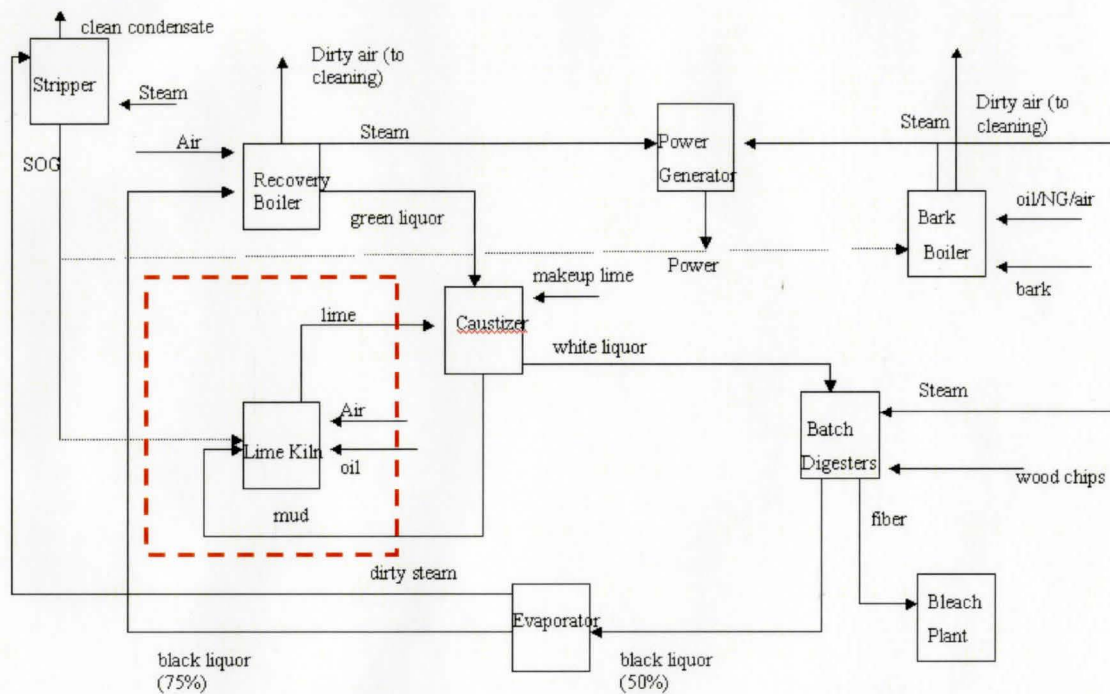 clean condensate
Stripper
Steam
SOG
Dirty air (to
cleaning)
Air
Steam
Recovery
Boiler
green liquor
Power
Generator
Power
Steam
Dirty air (to
cleaning)
Bark
Boiler
oil/NG/air
bark
lime
makeup lime
Caustizer
white liquor
Air
Lime Kiln
oil
mud
Steam
Batch
Digesters
wood chips
fiber
dirty steam
Evaporator
Bleach
Plant
black liquor
(75%)
black liquor
(50%)